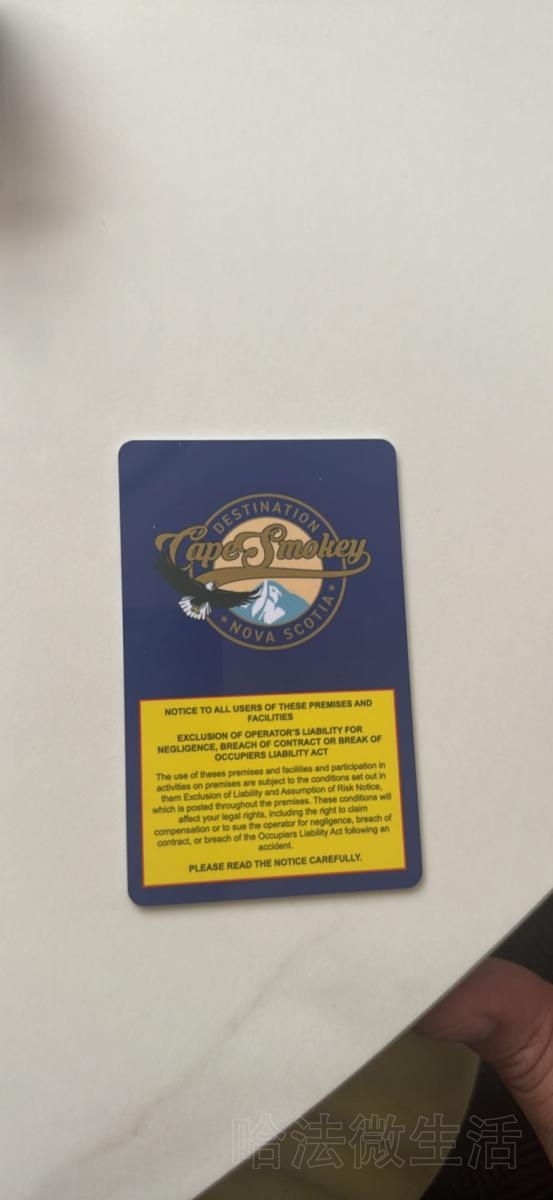 DESTINATION
Cape Smokey
* NOVA SCOTIA *
NOTICE TO ALL USERS OF THESE PREMISES AND
FACILITIES
EXCLUSION OF OPERATOR'S LIABILITY FOR
NEGLIGENCE, BREACH OF CONTRACT OR BREAK OF
OCCUPIERS LIABILITY ACT
The use of theses premises and facilities and participation in
activities on premises are subject to the conditions set out in
them Exclusion of Liability and Assumption of Risk Notice,
which is posted throughout the premises. These conditions will
affect your legal rights, including the right to claim
compensation or to sue the operator for negligence, breach of
contract, or breach of the Occupiers Liability Act following an
accident.
PLEASE READ THE NOTICE CAREFULLY.
哈法微生活